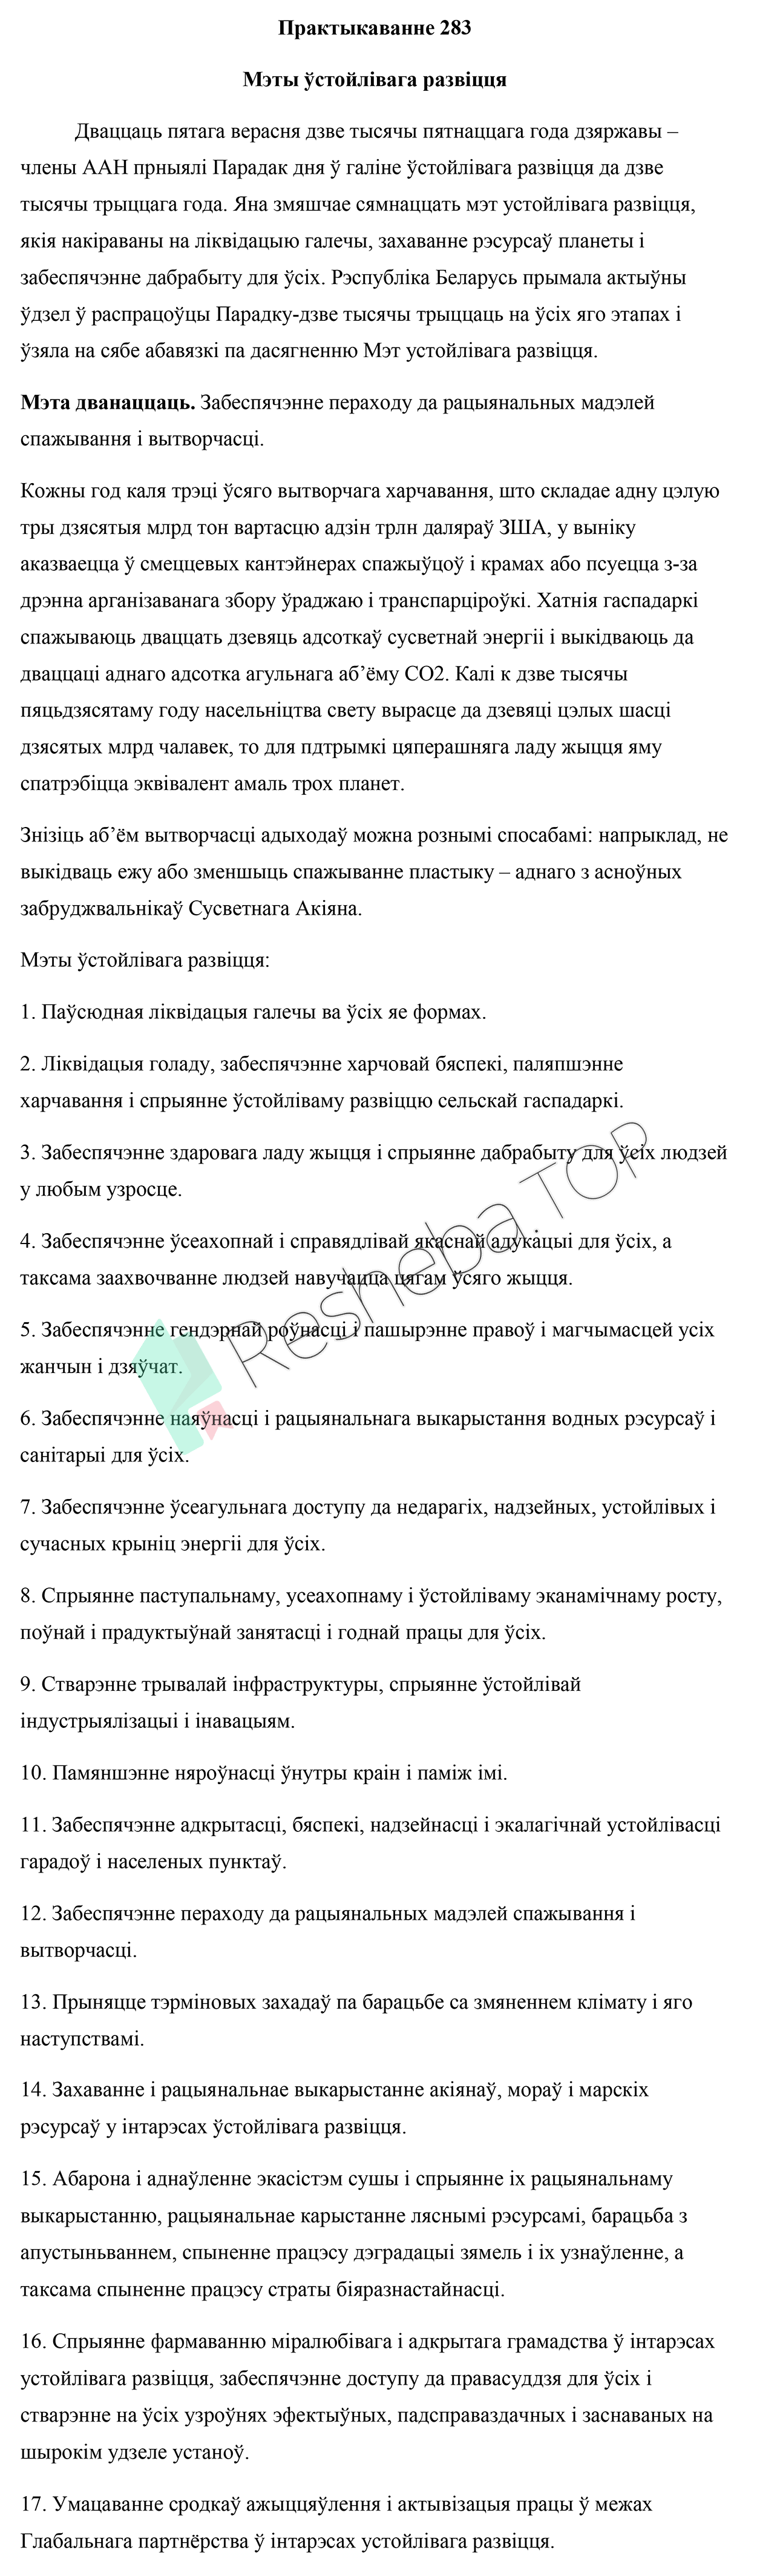 Практыкаванне 283
Мэты ўстойлівага развіцця
Дваццаць пятага верасня дзве тысячы пятнаццага года дзяржавы –
члены ААН прныялі Парадак дня ў галіне ўстойлівага развіцця да дзве
тысячы трыццага года. Яна змяшчае сямнаццать мэт устойлівага развіцця,
якія накіраваны на ліквідацыю галечы, захаванне рэсурсаў планеты і
забеспячэнне дабрабыту для ўсіх. Рэспубліка Беларусь прымала актыўны
ўдзел ў распрацоўцы Парадку-дзве тысячы трыццаць на ўсіх яго этапах і
ўзяла на сябе абавязкі па дасягненню Мэт устойлівага развіцця.
Мэта дванаццаць. Забеспячэнне пераходу да рацыянальных мадэлей
спажывання і вытворчасці.
Кожны год каля трэці ўсяго вытворчага харчавання, што складае адну цэлую
тры дзясятыя млрд тон вартасцю адзін трлн даляраў ЗША, у выніку
аказваецца ў смеццевых кантэйнерах спажыўцоў і крамах або псуецца з-за
дрэнна арганізаванага збору ўраджаю і транспарціроўкі. Хатнія гаспадаркі
спажываюць дваццать дзевяць адсоткаў сусветнай энергіі і выкідваюць да
дваццаці аднаго адсотка агульнага аб’ёму СО2. Калі к дзве тысячы
пяцьдзясятаму году насельніцтва свету вырасце да дзевяці цэлых шасці
дзясятых млрд чалавек, то для пдтрымкі цяперашняга ладу жыцця яму
спатрэбіцца эквівалент амаль трох планет.
Знізіць аб’ём вытворчасці адыходаў можна рознымі спосабамі: напрыклад, не
выкідваць ежу або зменшыць спажыванне пластыку – аднаго з асноўных
забруджвальнікаў Сусветнага Акіяна.
Мэты ўстойлівага развіцця:
1. Паўсюдная ліквідацыя галечы ва ўсіх яе формах.
2. Ліквідацыя голаду, забеспячэнне харчовай бяспекі, паляпшэнне
харчавання і спрыянне ўстойліваму развіццю сельскай гаспадаркі.
3. Забеспячэнне здаровага ладу жыцця і спрыянне дабрабыту для ўсіх людзей
у любым узросце.
4. Забеспячэнне ўсеахопнай і справядлівай якаснай адукацыі для ўсіх, а
таксама заахвочванне людзей навучацца цягам ўсяго жыцця.
5. Забеспячэнне гендэрнай роўнасці і пашырэнне правоў і магчымасцей усіх
жанчын і дзяўчат.
6. Забеспячэнне наяўнасці і рацыянальнага выкарыстання водных рэсурсаў і
санітарыі для ўсіх.
7. Забеспячэнне ўсеагульнага доступу да недарагіх, надзейных, устойлівых і
сучасных крыніц энергіі для ўсіх.
8. Спрыянне паступальнаму, усеахопнаму і ўстойліваму эканамічнаму росту,
поўнай і прадуктыўнай занятасці і годнай працы для ўсіх.
9. Стварэнне трывалай інфраструктуры, спрыянне ўстойлівай
індустрыялізацыі і інавацыям.
10. Памяншэнне няроўнасці ўнутры краін і паміж імі.
11. Забеспячэнне адкрытасці, бяспекі, надзейнасці і экалагічнай устойлівасці
гарадоў і населеных пунктаў.
12. Забеспячэнне пераходу да рацыянальных мадэлей спажывання і
вытворчасці.
13. Прыняцце тэрміновых захадаў па барацьбе са змяненнем клімату і яго
наступствамі.
14. Захаванне і рацыянальнае выкарыстанне акіянаў, мораў і марскіх
рэсурсаў у інтарэсах ўстойлівага развіцця.
15. Абарона і аднаўленне экасістэм сушы і спрыянне іх рацыянальнаму
выкарыстанню, рацыянальнае карыстанне ляснымі рэсурсамі, барацьба з
апустыньваннем, спыненне працэсу дэградацыі зямель і іх узнаўленне, а
таксама спыненне працэсу страты біяразнастайнасці.
16. Спрыянне фармаванню міралюбівага і адкрытага грамадства ў інтарэсах
устойлівага развіцця, забеспячэнне доступу да правасуддзя для ўсіх і
стварэнне на ўсіх узроўнях эфектыўных, падсправаздачных і заснаваных на
шырокім удзеле устаноў.
17. Умацаванне сродкаў ажыццяўлення і актывізацыя працы ў межах
Глабальнага партнёрства ў інтарэсах устойлівага развіцця.
Resheba.TOP